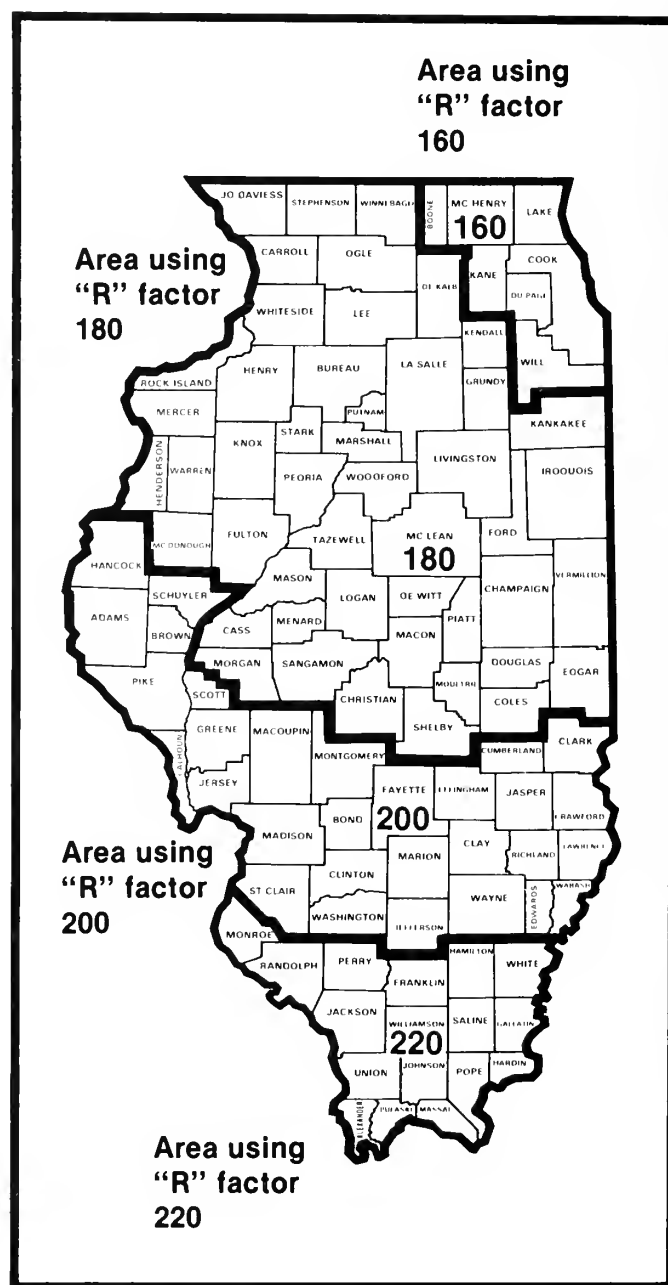 Area using
“R” factor
160
JO DAVIESS
STEPHENSON
WINNEBAGO
BOONE
MC HENRY
160
LAKE
CARROLL
OGLE
DE KALB
KANE
COOK
DU PAGE
Area using
“R” factor
180
WHITESIDE
LEE
KENDALL
WILL
ROCK ISLAND
HENRY
BUREAU
LA SALLE
GRUNDY
MERCER
PUTNAM
KANKAKEE
HENDERSON
WARREN
KNOX
STARK
MARSHALL
LIVINGSTON
IROQUOIS
PEORIA
WOODFORD
HANCOCK
MC DONOUGH
FULTON
TAZEWELL
MC LEAN
180
FORD
VERMILLION
ADAMS
SCHUYLER
MASON
LOGAN
DE WITT
CHAMPAIGN
BROWN
CASS
MENARD
MACON
PIATT
PIKE
MORGAN
SANGAMON
DOUGLAS
EDGAR
SCOTT
CHRISTIAN
MOULTRIE
COLES
SHELBY
GREENE
MACOUPIN
MONTGOMERY
CUMBERLAND
CLARK
CALHOUN
JERSEY
FAYETTE
EFFINGHAM
JASPER
200
CRAWFORD
MADISON
BOND
CLAY
RICHLAND
LAWRENCE
MARION
Area using
“R” factor
200
ST CLAIR
CLINTON
WAYNE
EDWARDS
WABASH
WASHINGTON
JEFFERSON
MONROE
RANDOLPH
PERRY
FRANKLIN
HAMILTON
WHITE
JACKSON
WILLIAMSON
220
SALINE
GALLATIN
UNION
JOHNSON
POPE
HARDIN
ALEXANDER
PULASKI
MASSAC
Area using
“R” factor
220